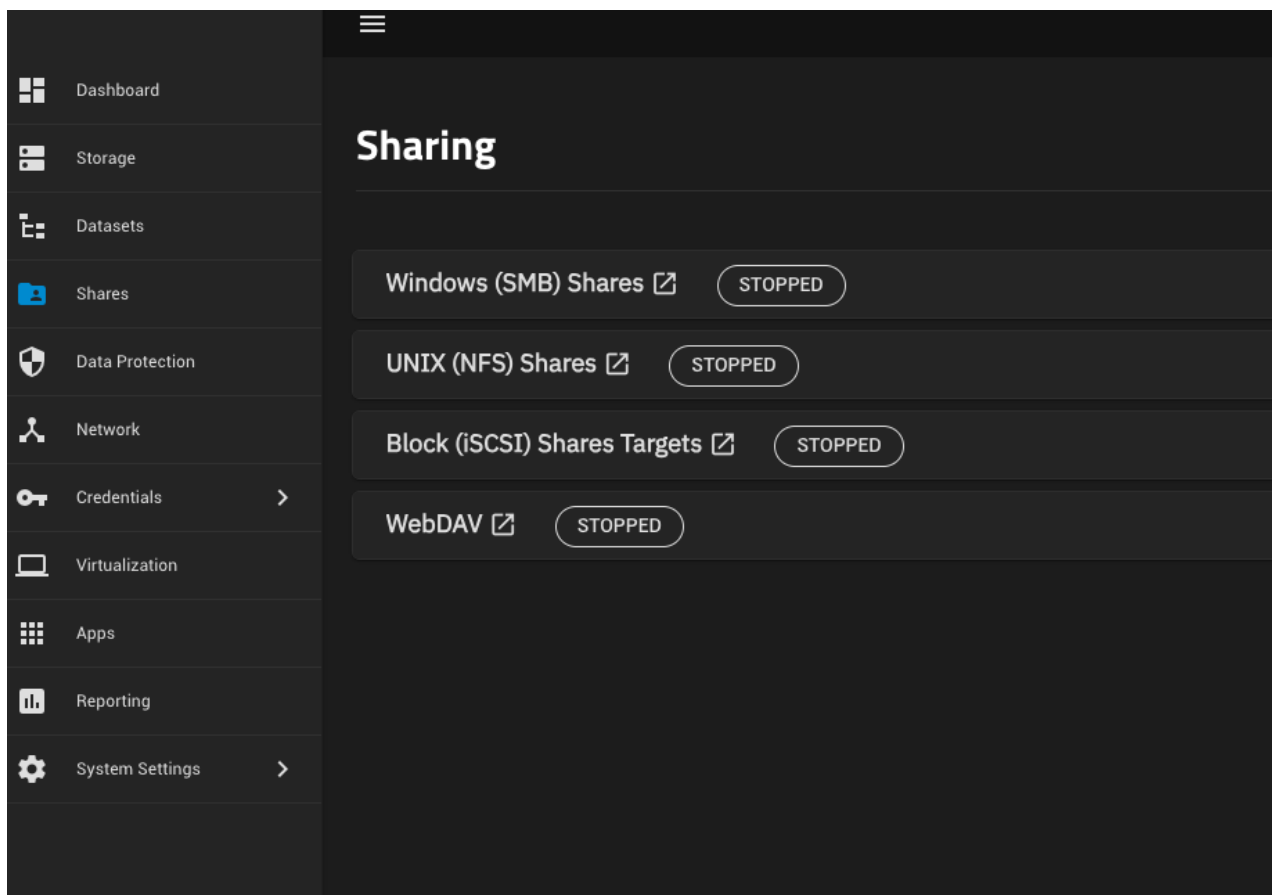 Dashboard
Storage
Datasets
Shares
Data Protection
Network
Credentials
Virtualization
Apps
Reporting
System Settings
Sharing
Windows (SMB) Shares STOPPED
UNIX (NFS) Shares STOPPED
Block (iSCSI) Shares Targets STOPPED
WebDAV STOPPED